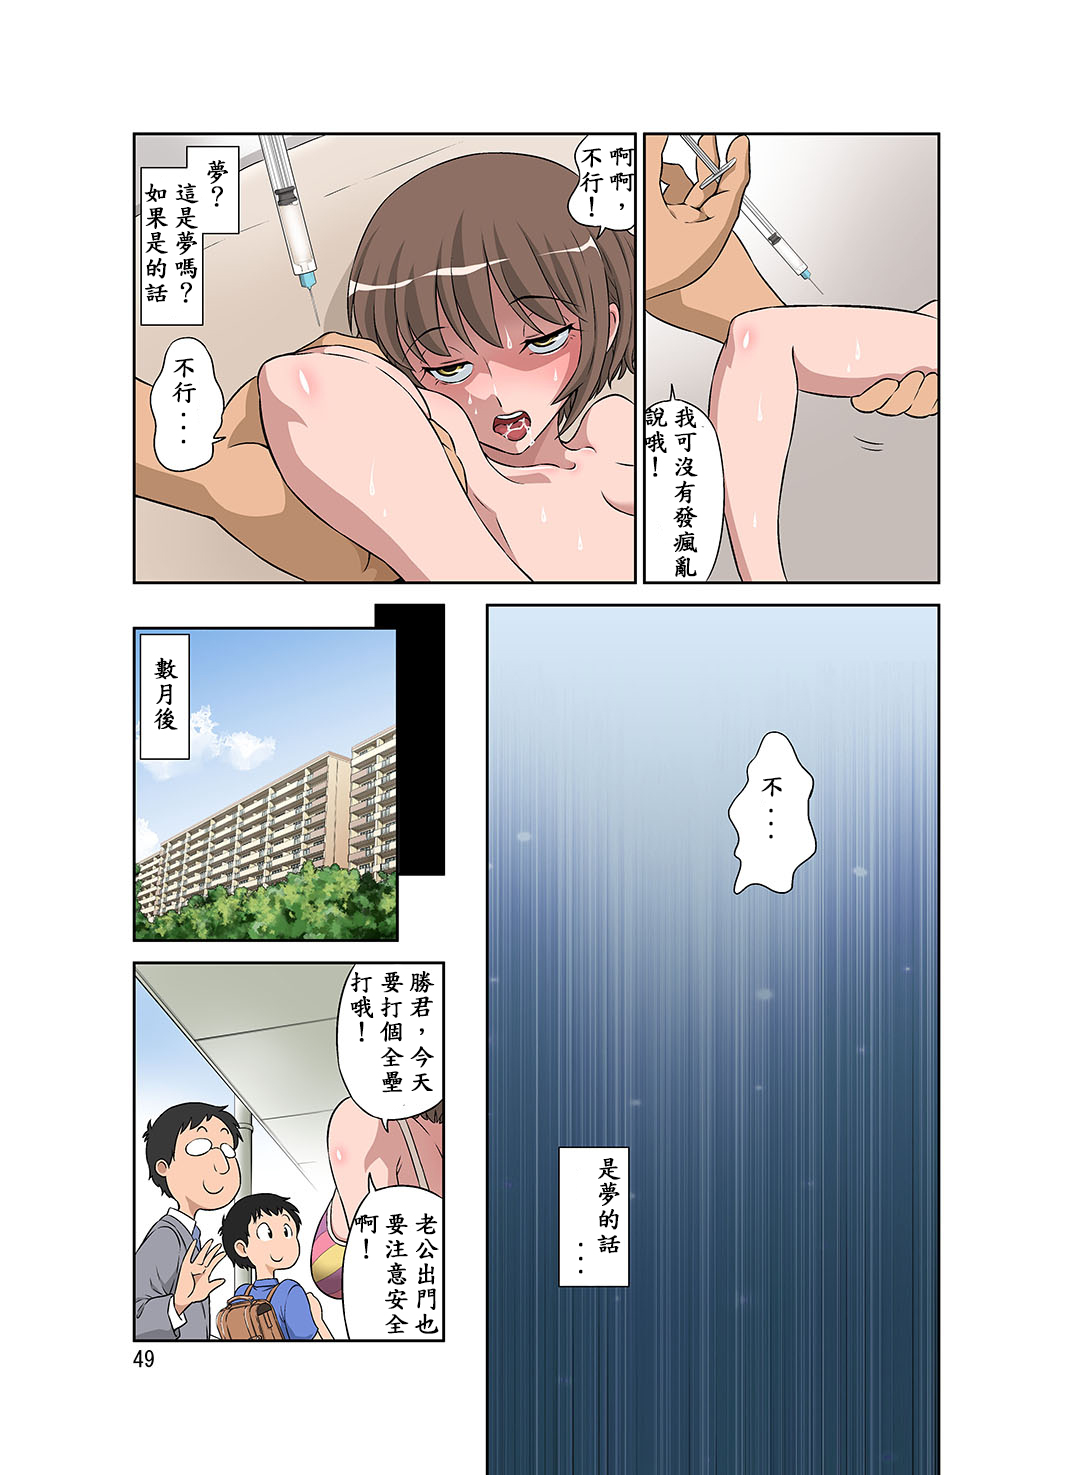 我可沒有發瘋亂
說哦！
啊啊，
不行！
夢？
這是夢嗎？
如果是的話
不行...
不...
是夢的話
...
數月後
勝君，今天
要打個全壘
打哦！
老公出門也
要注意安全
啊！
49